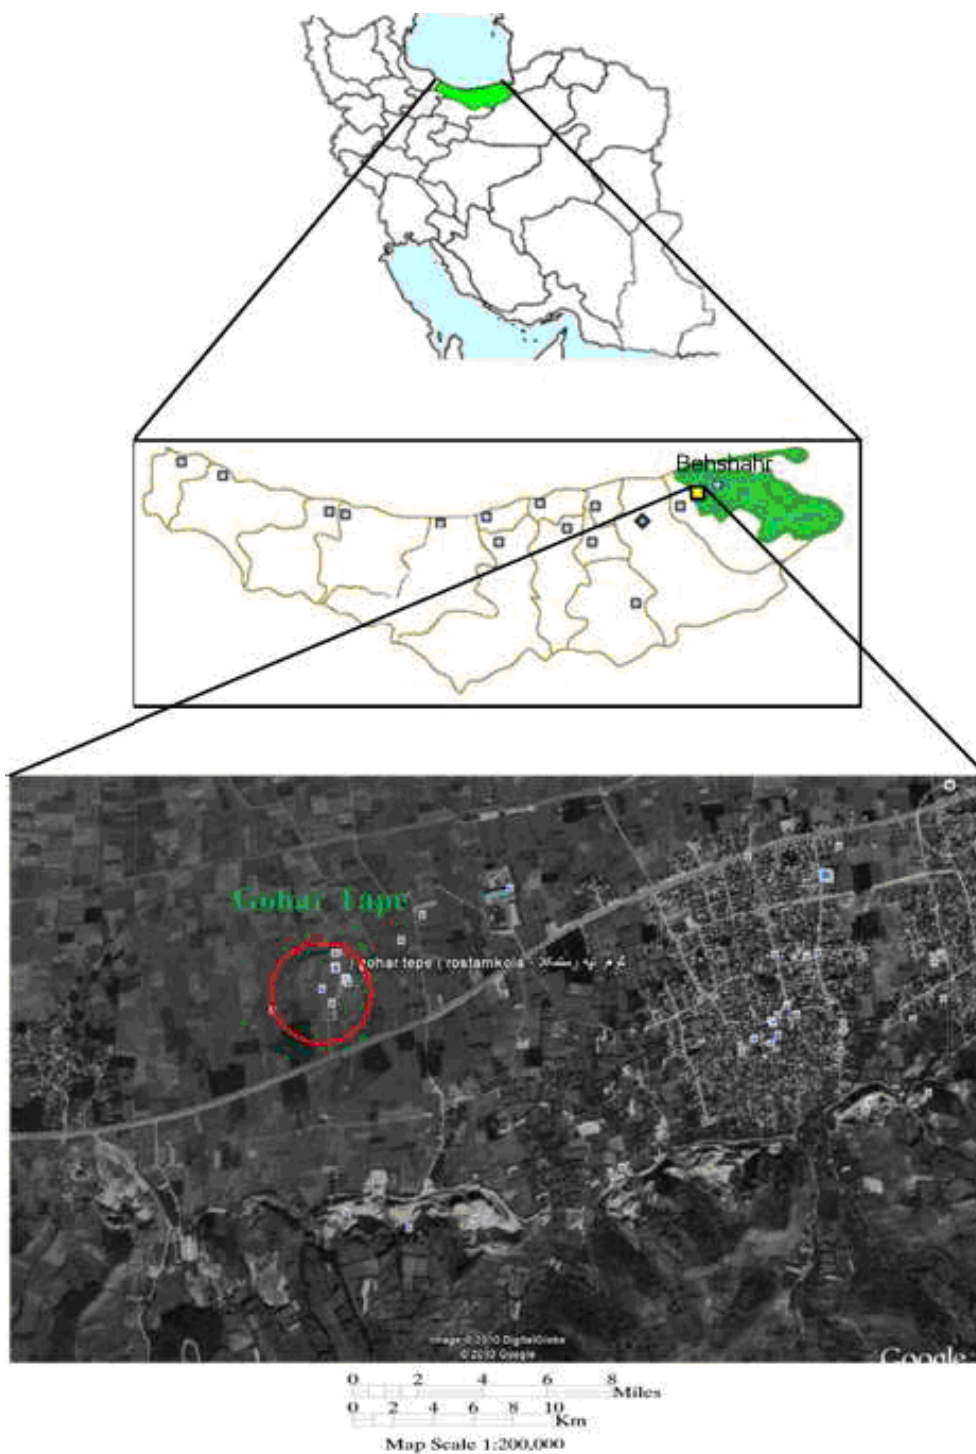 Behshahr
Gohar Tape
gohar tepe ( rostamkola -
Image © 2010 DigitalGlobe
© 2010 Google
Google
0 2 4 6 8
Miles
0 2 4 6 8 10
Km
Map Scale 1:200,000